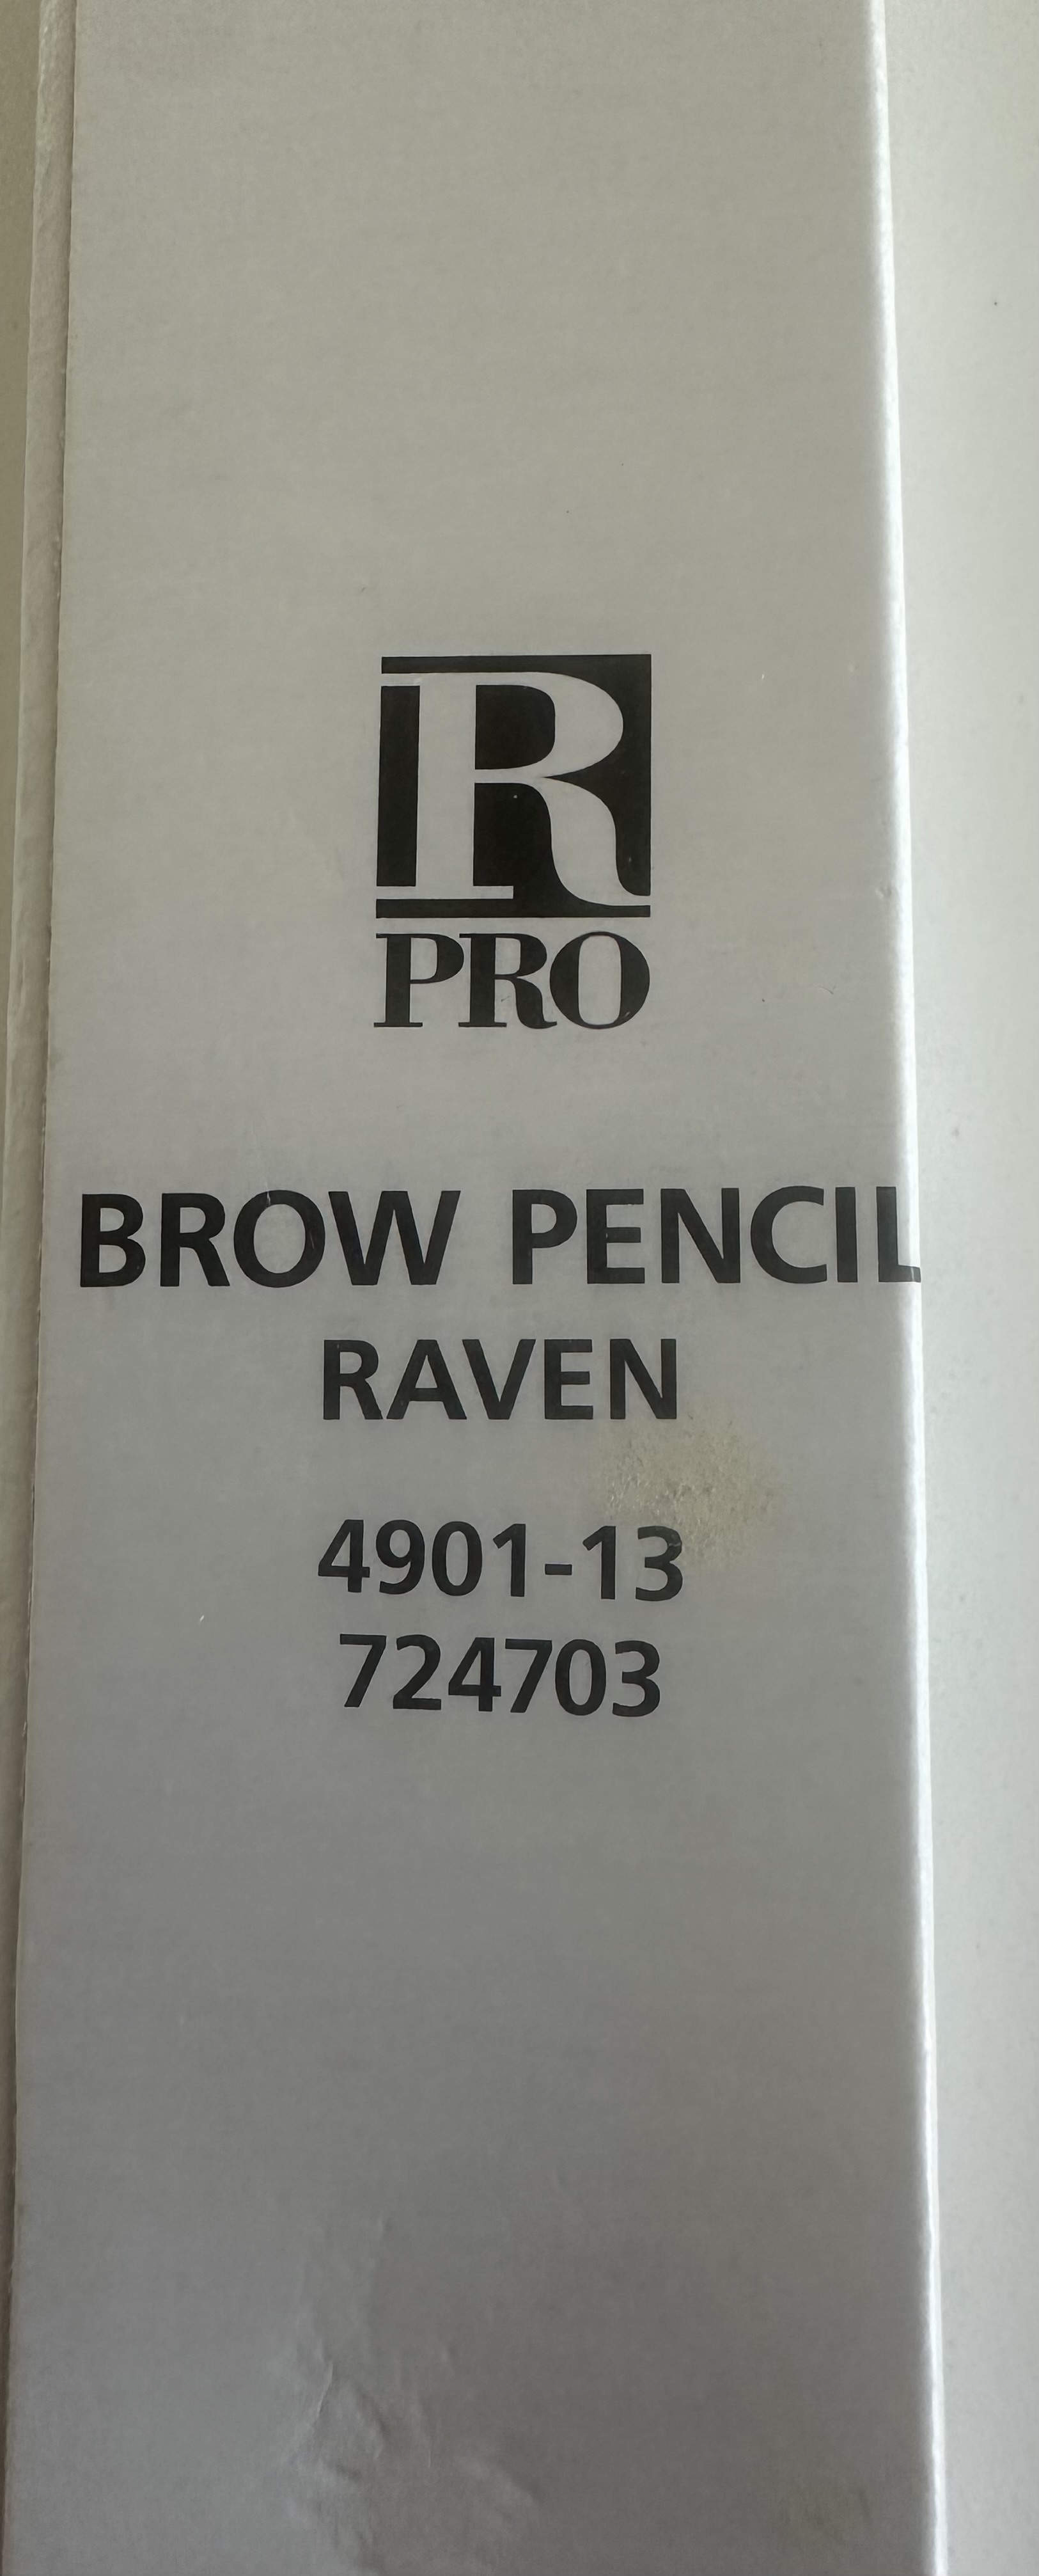 R
PRO
BROW PENCIL
RAVEN
4901-13
724703